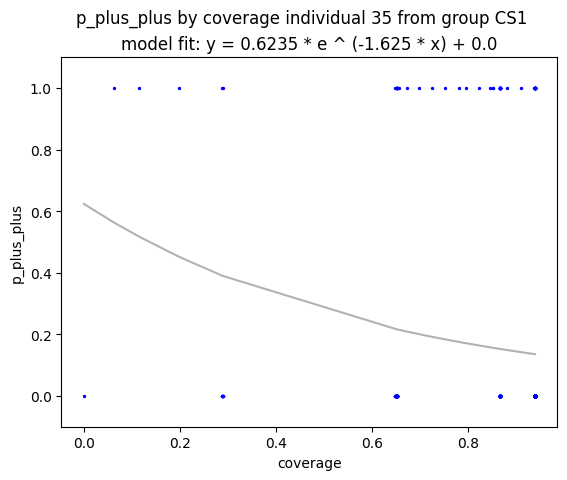 p_plus_plus by coverage individual 35 from group CS1
model fit: y = 0.6235 * e ^ (-1.625 * x) + 0.0
1.0
0.8
0.6
0.4
0.2
0.0
p_plus_plus
0.0 0.2 0.4 0.6 0.8
coverage